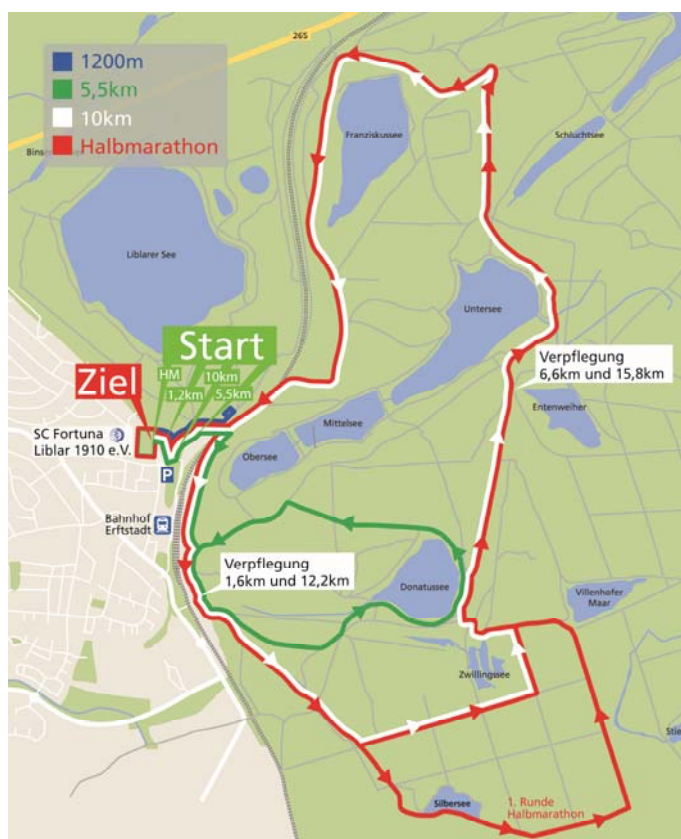 265
1200m
5,5km
10km
Halbmarathon
Franziskussee
Schluchtsee
Liblarer See
Untersee
Start
Ziel
HM
10km
1,2km
5,5km
Verpflegung
6,6km und 15,8km
Entenweiher
SC Fortuna
Liblar 1910 e.V.
P
Mittelsee
Obersee
Bahnhof
Erftstadt
Verpflegung
1,6km und 12,2km
Donatussee
Villenhofer
Maar
Zwillingssee
Silbersee
1. Runde
Halbmarathon